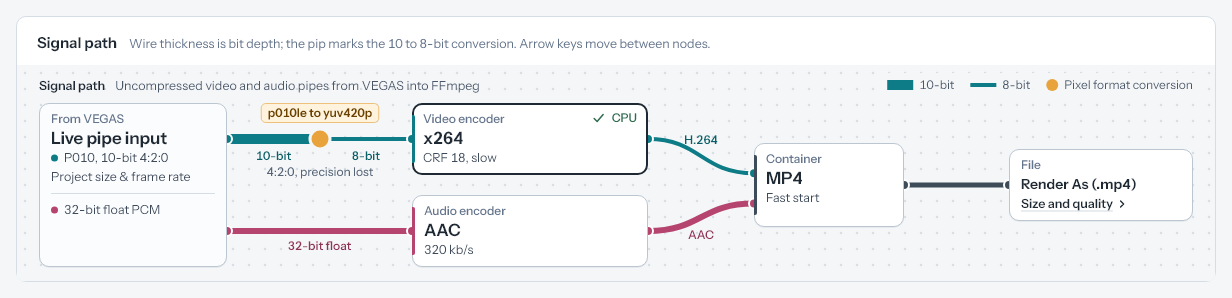 Signal path Wire thickness is bit depth; the pip marks the 10 to 8-bit conversion. Arrow keys move between nodes.
Signal path Uncompressed video and audio pipes from VEGAS into FFmpeg
10-bit 8-bit Pixel format conversion
From VEGAS
Live pipe input
P010, 10-bit 4:2:0
Project size & frame rate
32-bit float PCM
p010le to yuv420p
10-bit 8-bit
4:2:0, precision lost
32-bit float
Video encoder CPU
x264
CRF 18, slow
Audio encoder
AAC
320 kb/s
H.264
AAC
Container
MP4
Fast start
File
Render As (.mp4)
Size and quality